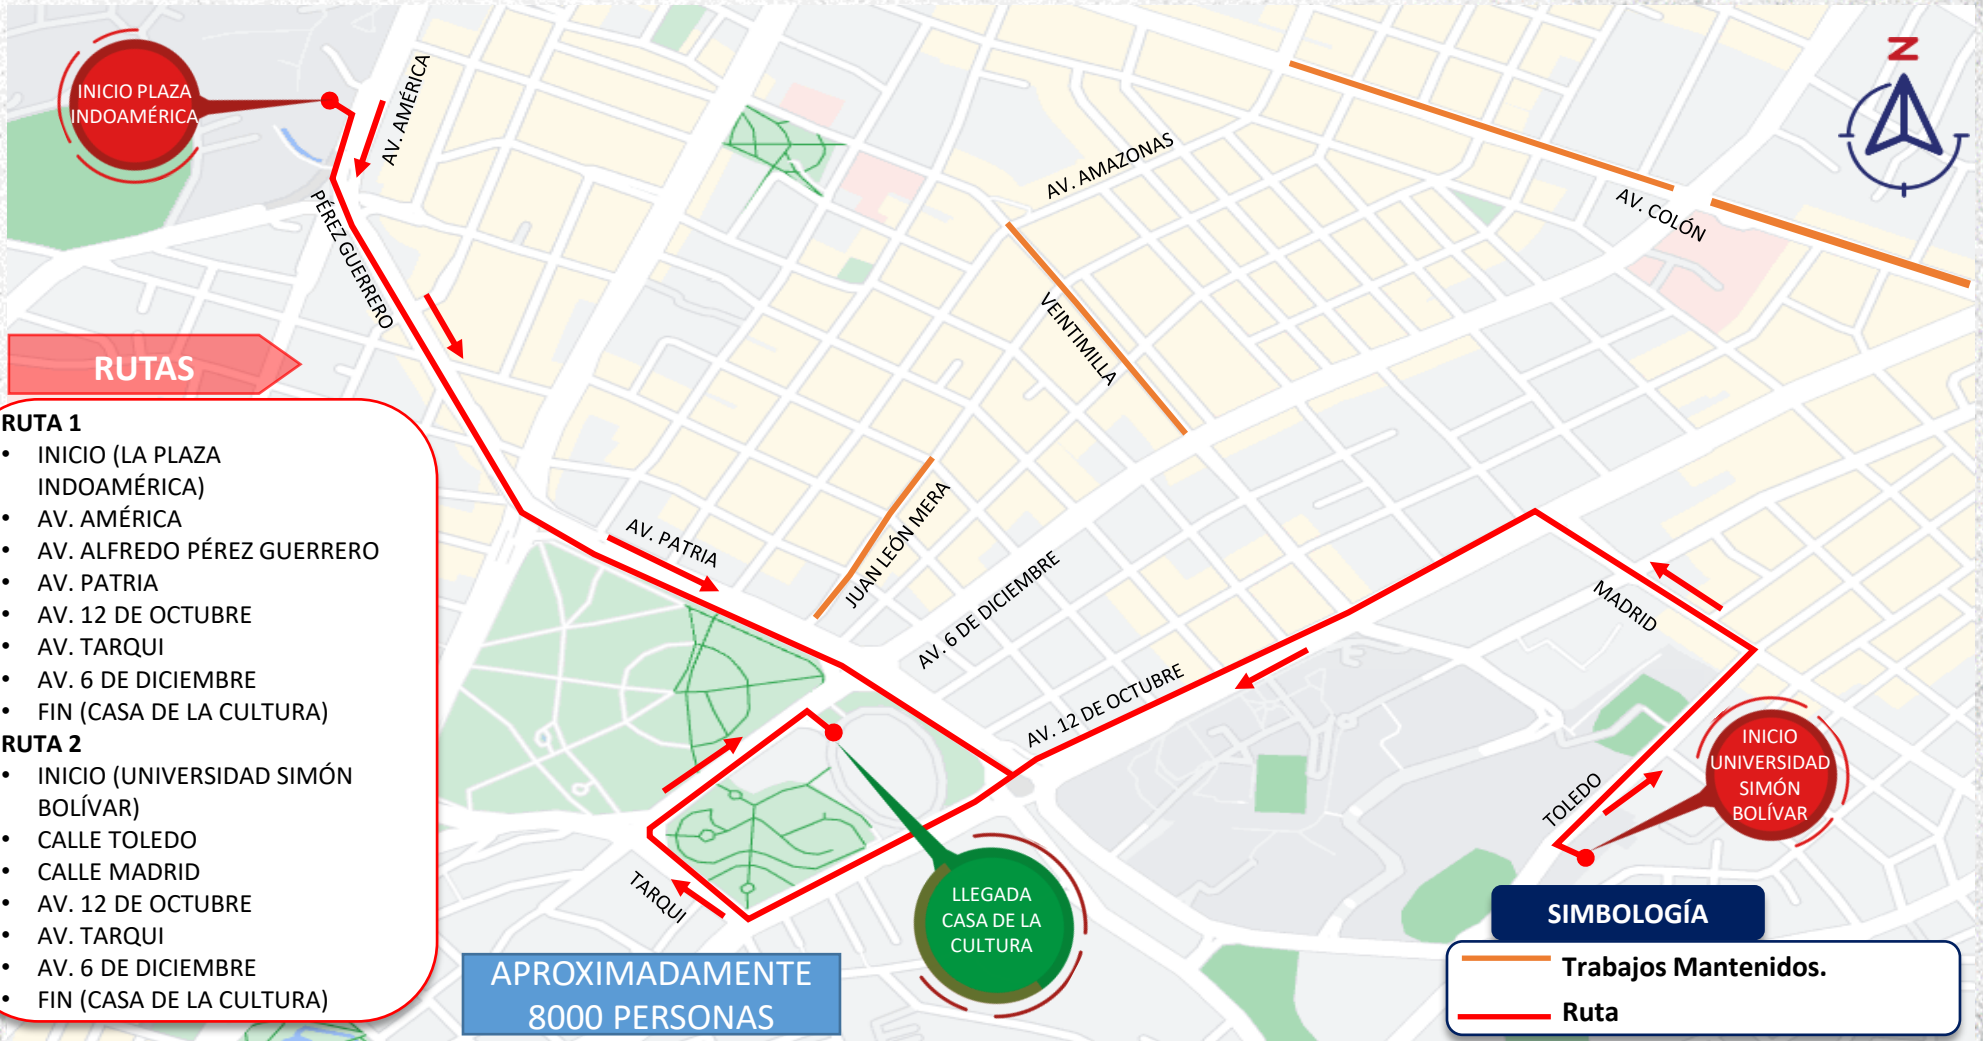 INICIO PLAZA
INDOAMÉRICA
AV. AMÉRICA
PÉREZ GUERRERO
AV. AMAZONAS
AV. COLÓN
N
VEINTIMILLA
JUAN LEÓN MERA
AV. PATRIA
AV. 6 DE DICIEMBRE
AV. 12 DE OCTUBRE
MADRID
TOLEDO
TARQUI
INICIO
UNIVERSIDAD
SIMÓN
BOLÍVAR
LLEGADA
CASA DE LA
CULTURA
RUTAS
RUTA 1
• INICIO (LA PLAZA
INDOAMÉRICA)
• AV. AMÉRICA
• AV. ALFREDO PÉREZ GUERRERO
• AV. PATRIA
• AV. 12 DE OCTUBRE
• AV. TARQUI
• AV. 6 DE DICIEMBRE
• FIN (CASA DE LA CULTURA)
RUTA 2
• INICIO (UNIVERSIDAD SIMÓN
BOLÍVAR)
• CALLE TOLEDO
• CALLE MADRID
• AV. 12 DE OCTUBRE
• AV. TARQUI
• AV. 6 DE DICIEMBRE
• FIN (CASA DE LA CULTURA)
APROXIMADAMENTE
8000 PERSONAS
SIMBOLOGÍA
Trabajos Mantenidos.
Ruta